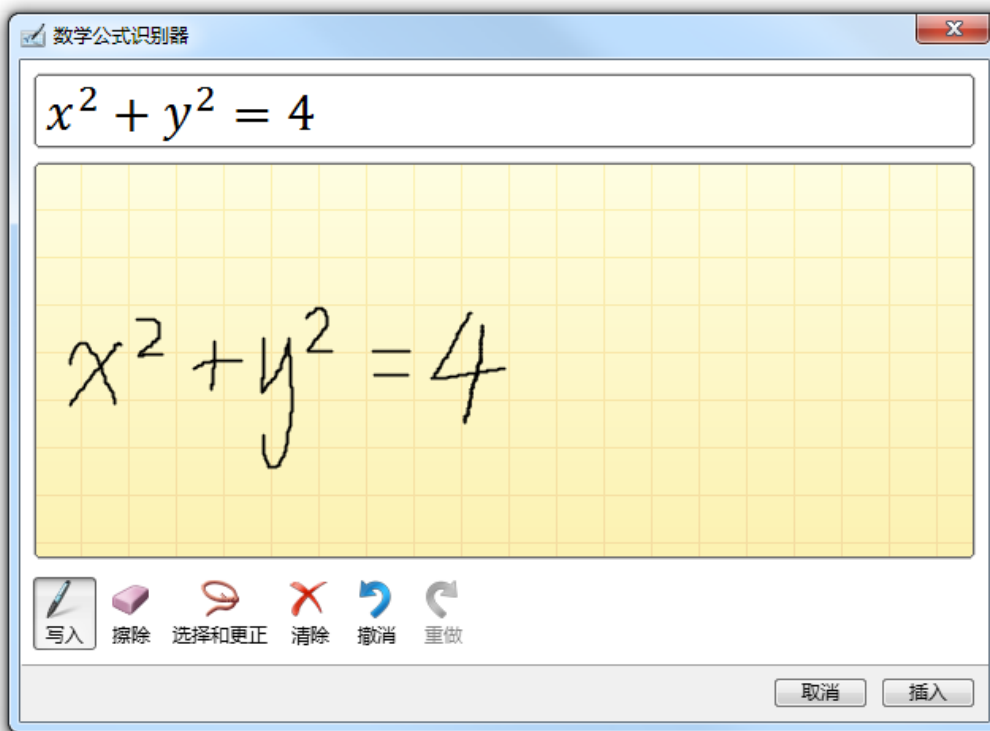 数学公式识别器
x² + y² = 4
x² + y² = 4
写入 擦除 选择和更正 清除 撤消 重做
取消 插入